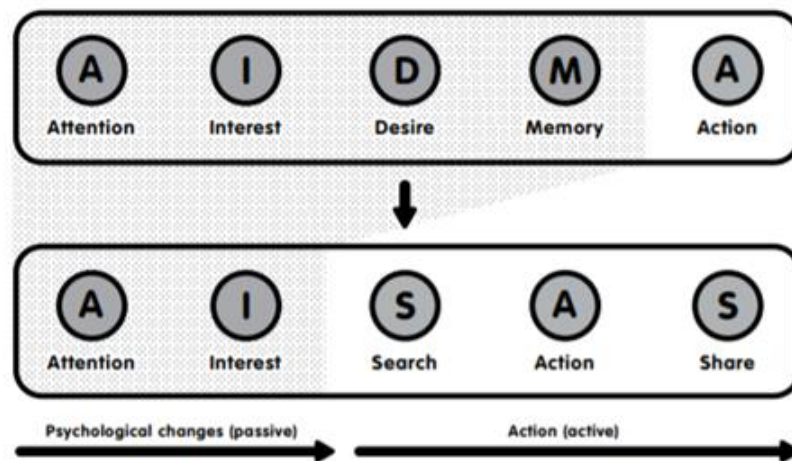 A I D M A
Attention Interest Desire Memory Action
A I S A S
Attention Interest Search Action Share
Psychological changes (passive) Action (active)